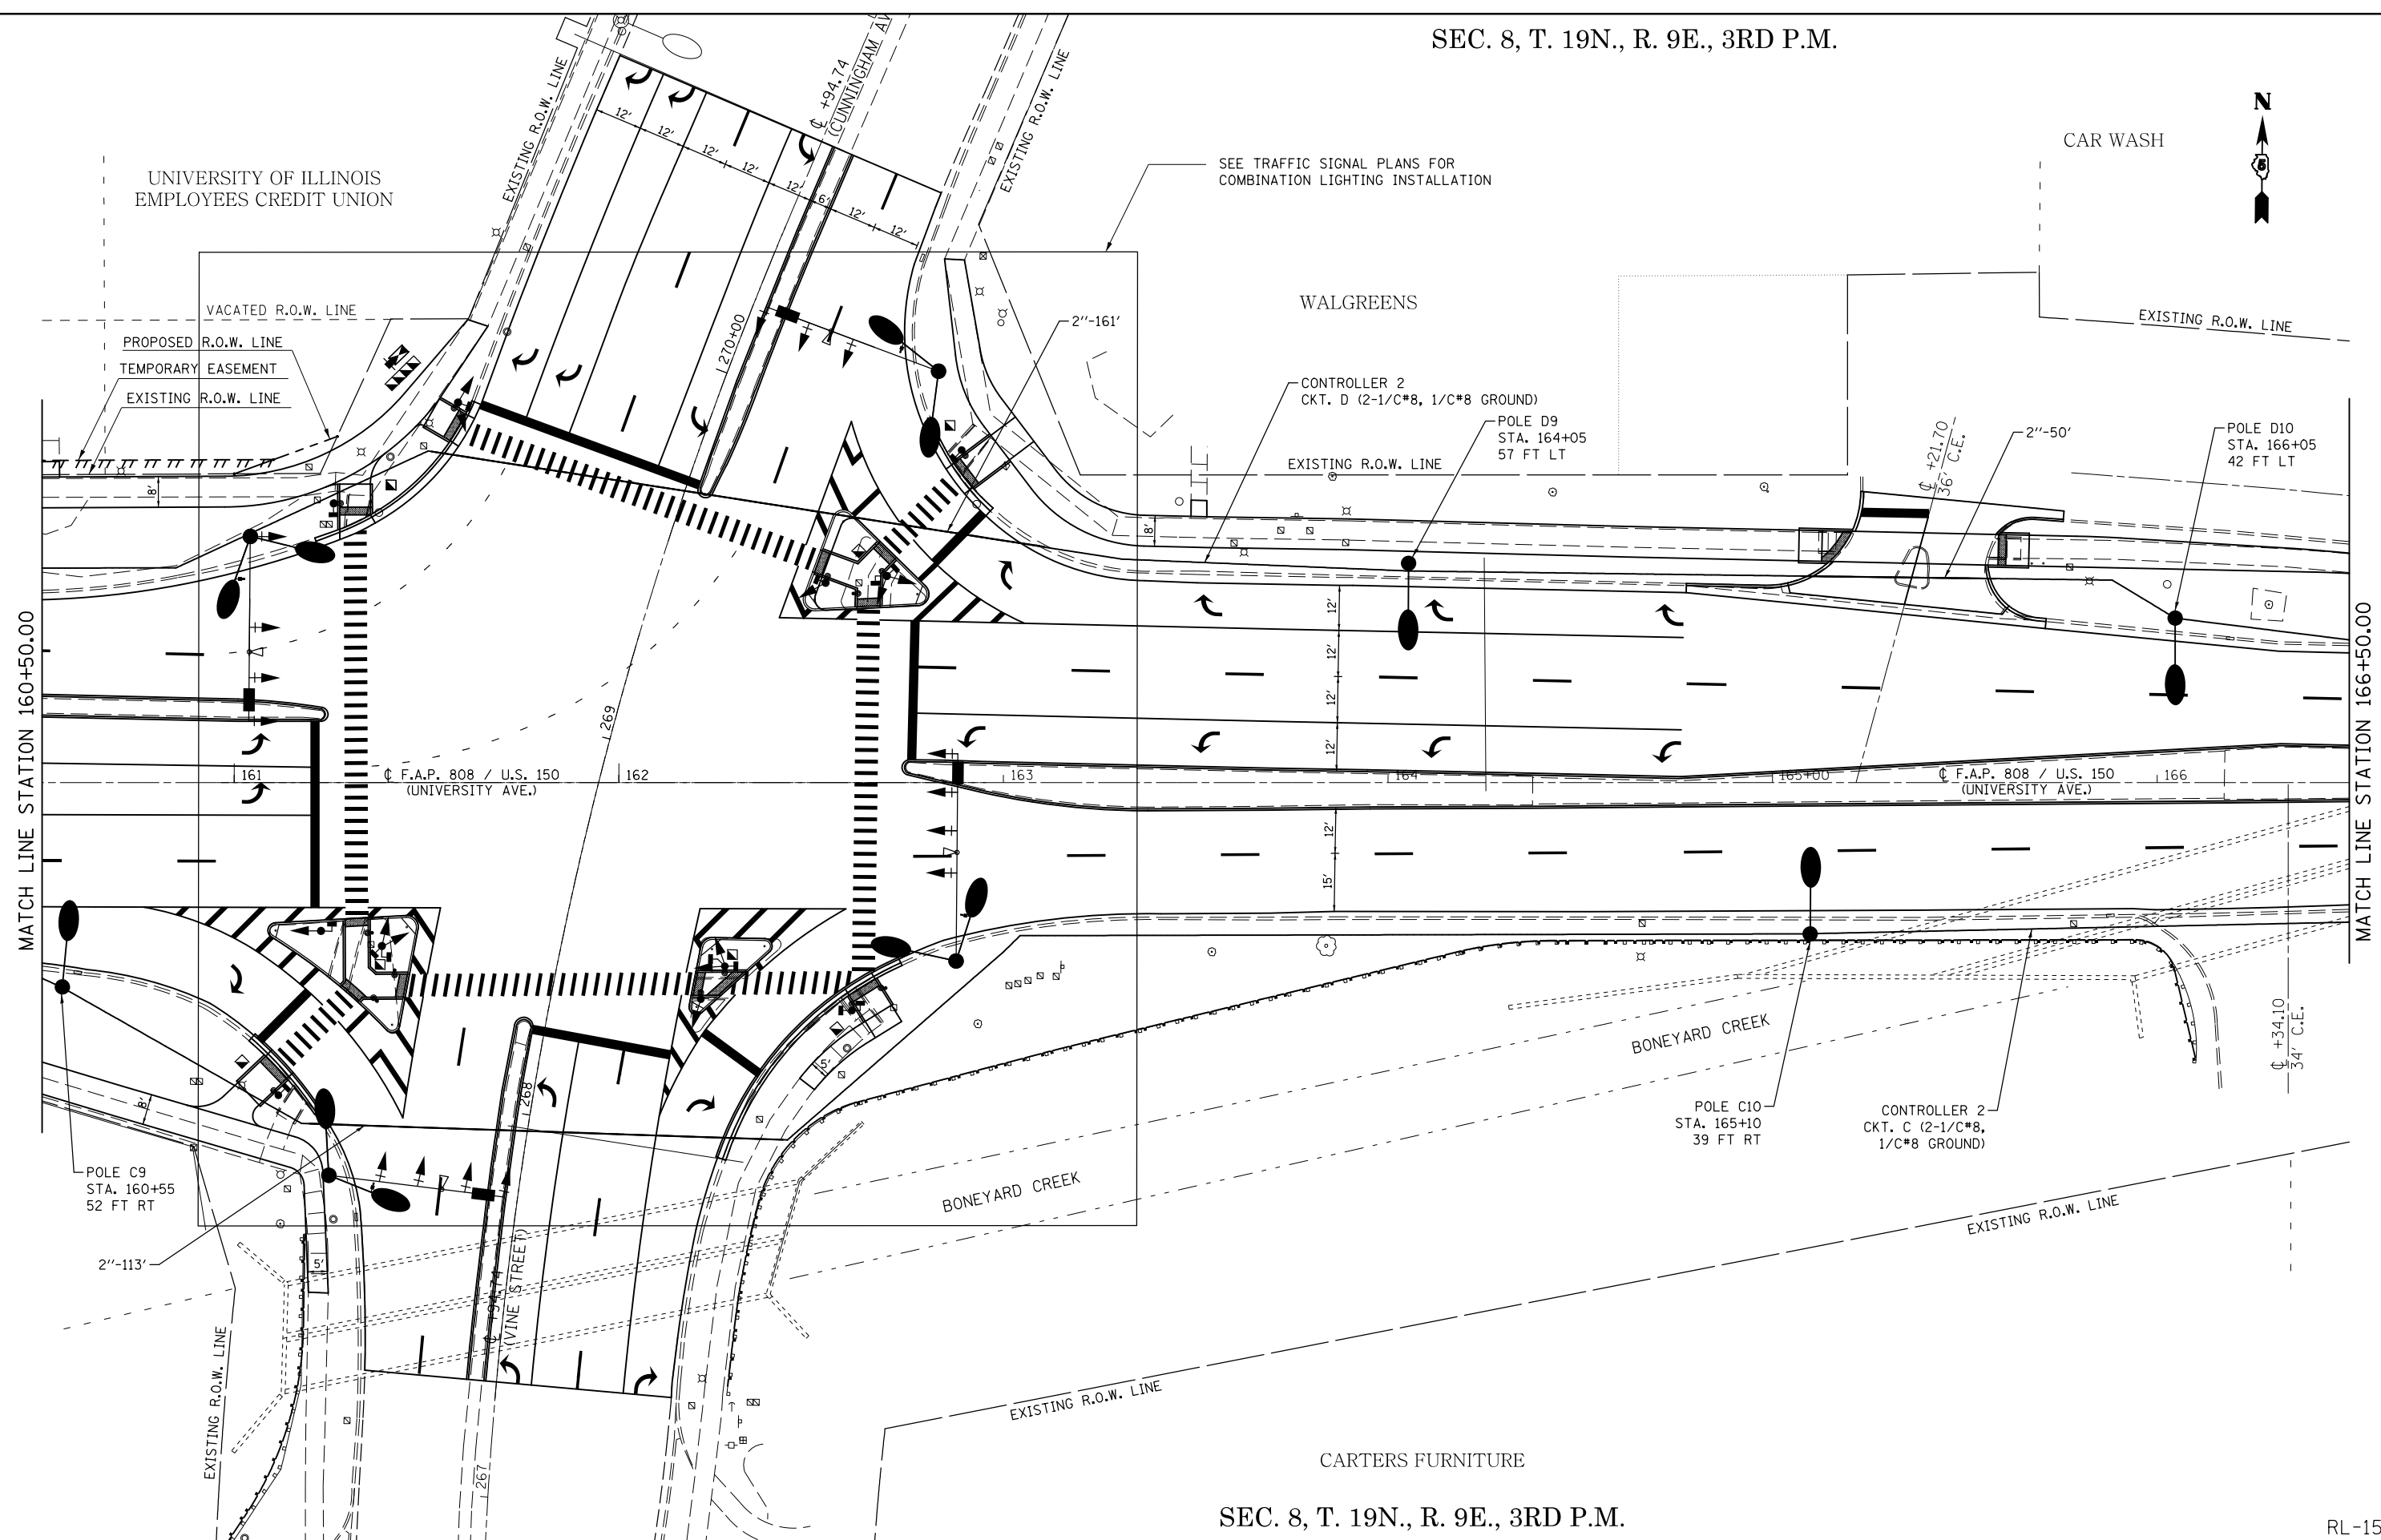 SEC. 8, T. 19N., R. 9E., 3RD P.M.
N
5
CAR WASH
UNIVERSITY OF ILLINOIS
EMPLOYEES CREDIT UNION
EXISTING R.O.W. LINE
℄ +94.74
(CUNNINGHAM AV
EXISTING R.O.W. LINE
12'
12'
12'
12'
12'
6'
12'
12'
SEE TRAFFIC SIGNAL PLANS FOR
COMBINATION LIGHTING INSTALLATION
WALGREENS
EXISTING R.O.W. LINE
VACATED R.O.W. LINE
PROPOSED R.O.W. LINE
TEMPORARY EASEMENT
EXISTING R.O.W. LINE
270+00
2''-161'
CONTROLLER 2
CKT. D (2-1/C#8, 1/C#8 GROUND)
POLE D9
STA. 164+05
57 FT LT
EXISTING R.O.W. LINE
℄ +21.70
36' C.E.
2''-50'
POLE D10
STA. 166+05
42 FT LT
8'
8'
12'
12'
12'
12'
MATCH LINE STATION 160+50.00
MATCH LINE STATION 166+50.00
269
161
℄ F.A.P. 808 / U.S. 150
(UNIVERSITY AVE.)
162
163
164
165+00
℄ F.A.P. 808 / U.S. 150
(UNIVERSITY AVE.)
166
12'
15'
BONEYARD CREEK
℄ +34.10
34' C.E.
5'
268
8'
POLE C10
STA. 165+10
39 FT RT
CONTROLLER 2
CKT. C (2-1/C#8,
1/C#8 GROUND)
POLE C9
STA. 160+55
52 FT RT
BONEYARD CREEK
EXISTING R.O.W. LINE
2''-113'
5'
℄ +94.74
(VINE STREET)
EXISTING R.O.W. LINE
EXISTING R.O.W. LINE
267
CARTERS FURNITURE
SEC. 8, T. 19N., R. 9E., 3RD P.M.
RL-15